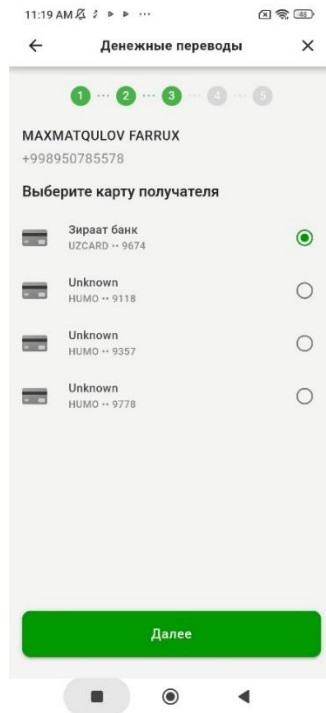 11:19 AM
48
Денежные переводы
1 ... 2 ... 3 ... 4 ... 5
MAXMATQULOV FARRUX
+998950785578
Выберите карту получателя
Зираат банк
UZCARD •• 9674
Unknown
HUMO •• 9118
Unknown
HUMO •• 9357
Unknown
HUMO •• 9778
Далее